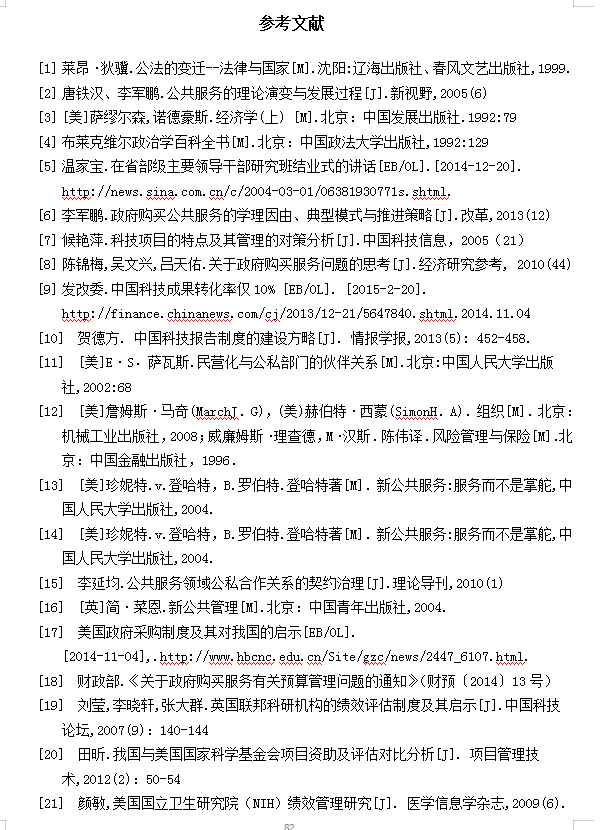 参考文献
[1] 莱昂·狄骥.公法的变迁--法律与国家[M].沈阳:辽海出版社、春风文艺出版社,1999.
[2] 唐铁汉、李军鹏.公共服务的理论演变与发展过程[J].新视野,2005(6)
[3] [美]萨缪尔森,诺德豪斯.经济学(上) [M].北京: 中国发展出版社.1992:79
[4] 布莱克维尔政治学百科全书[M].北京: 中国政法大学出版社,1992:129
[5] 温家宝.在省部级主要领导干部研究班结业式的讲话[EB/OL].[2014-12-20].
http://news.sina.com.cn/c/2004-03-01/06381930771s.shtml.
[6] 李军鹏.政府购买公共服务的学理因由、典型模式与推进策略[J].改革,2013(12)
[7] 候艳萍.科技项目的特点及其管理的对策分析[J].中国科技信息, 2005（21）
[8] 陈锦梅,吴文兴,吕天佑.关于政府购买服务问题的思考[J].经济研究参考, 2010(44)
[9] 发改委.中国科技成果转化率仅 10% [EB/OL]. [2015-2-20].
http://finance.chinanews.com/cj/2013/12-21/5647840.shtml.2014.11.04
[10] 贺德方. 中国科技报告制度的建设方略[J]. 情报学报,2013(5): 452-458.
[11] [美]E·S·萨瓦斯.民营化与公私部门的伙伴关系[M].北京:中国人民大学出版
社,2002:68
[12] [美]詹姆斯·马奇(MarchJ. G), (美)赫伯特·西蒙(SimonH. A). 组织[M]. 北京:
机械工业出版社, 2008;威廉姆斯·理查德,M·汉斯.陈伟译.风险管理与保险[M].北
京: 中国金融出版社, 1996.
[13] [美]珍妮特.v.登哈特, B.罗伯特.登哈特著[M]. 新公共服务:服务而不是掌舵,中
国人民大学出版社,2004.
[14] [美]珍妮特.v.登哈特, B.罗伯特.登哈特著[M]. 新公共服务:服务而不是掌舵,中
国人民大学出版社,2004.
[15] 李延均.公共服务领域公私合作关系的契约治理[J].理论导刊,2010(1)
[16] [英]简·莱恩.新公共管理[M].北京: 中国青年出版社,2004.
[17] 美国政府采购制度及其对我国的启示[EB/OL].
[2014-11-04],.http://www.hbcnc.edu.cn/Site/gzc/news/2447_6107.html.
[18] 财政部.《关于政府购买服务有关预算管理问题的通知》(财预〔2014〕13 号)
[19] 刘莹,李晓轩,张大群.英国联邦科研机构的绩效评估制度及其启示[J].中国科技
论坛,2007(9): 140-144
[20] 田昕.我国与美国国家科学基金会项目资助及评估对比分析[J]. 项目管理技
术,2012(2): 50-54
[21] 颜敏,美国国立卫生研究院（NIH）绩效管理研究[J]. 医学信息学杂志,2009(6).
82